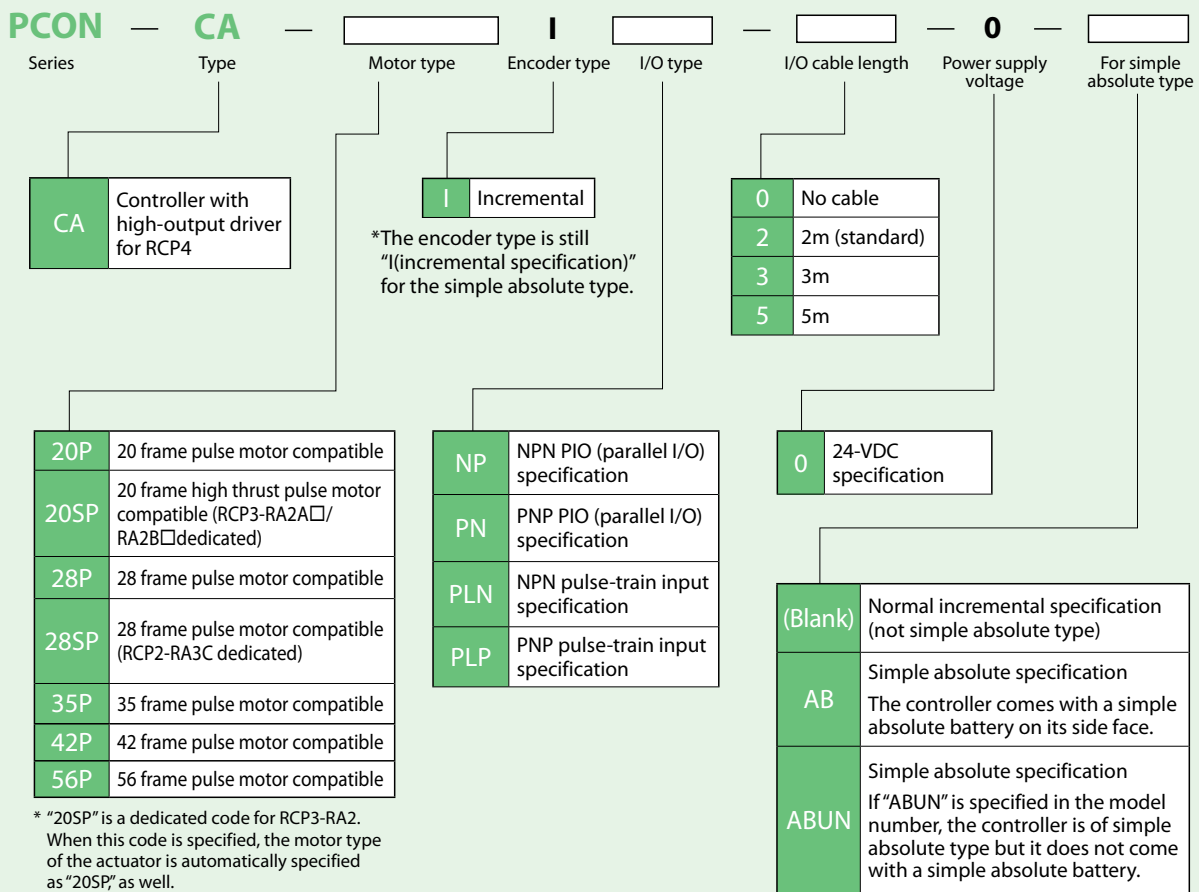 PCON — CA — I — — 0 —
Series Type Motor type Encoder type I/O type I/O cable length Power supply voltage For simple absolute type
CA
Controller with
high-output driver
for RCP4
I Incremental
*The encoder type is still
“I(incremental specification)”
for the simple absolute type.
0 No cable
2 2m (standard)
3 3m
5 5m
20P 20 frame pulse motor compatible
20SP
20 frame high thrust pulse motor
compatible (RCP3-RA2A□/
RA2B□dedicated)
28P 28 frame pulse motor compatible
28SP
28 frame pulse motor compatible
(RCP2-RA3C dedicated)
35P 35 frame pulse motor compatible
42P 42 frame pulse motor compatible
56P 56 frame pulse motor compatible
* “20SP” is a dedicated code for RCP3-RA2.
When this code is specified, the motor type
of the actuator is automatically specified
as “20SP,” as well.
NP
NPN PIO (parallel I/O)
specification
PN
PNP PIO (parallel I/O)
specification
PLN
NPN pulse-train input
specification
PLP
PNP pulse-train input
specification
0
24-VDC
specification
(Blank)
Normal incremental specification
(not simple absolute type)
AB
Simple absolute specification
The controller comes with a simple
absolute battery on its side face.
ABUN
Simple absolute specification
If “ABUN” is specified in the model
number, the controller is of simple
absolute type but it does not come
with a simple absolute battery.